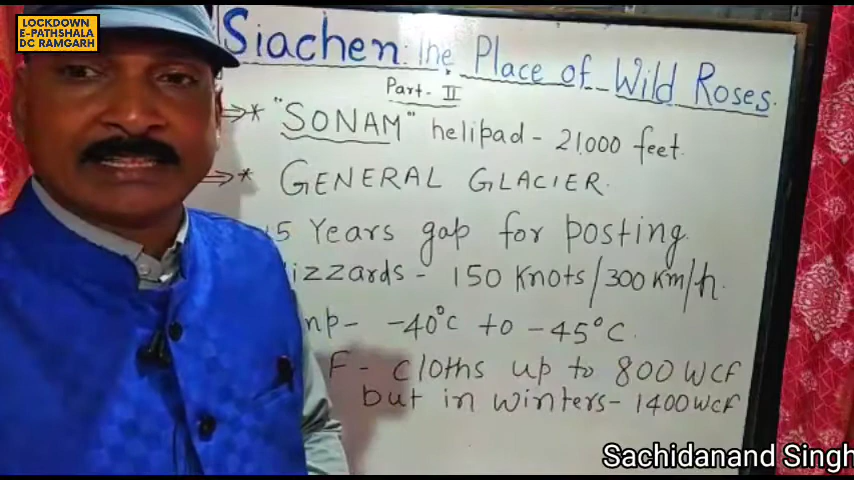 LOCKDOWN
E-PATHSHALA
DC RAMGARH
Siachen: The Place of Wild Roses.
Part- II
⇒* "SONAM" helipad - 21,000 feet.
⇒* GENERAL GLACIER.
5 Years gap for posting.
lizzards - 150 Knots/300 Km/h.
mp- -40°C to -45°C.
F - cloths up to 800 WCF
but in winters- 1400 WCF
Sachidanand Singh